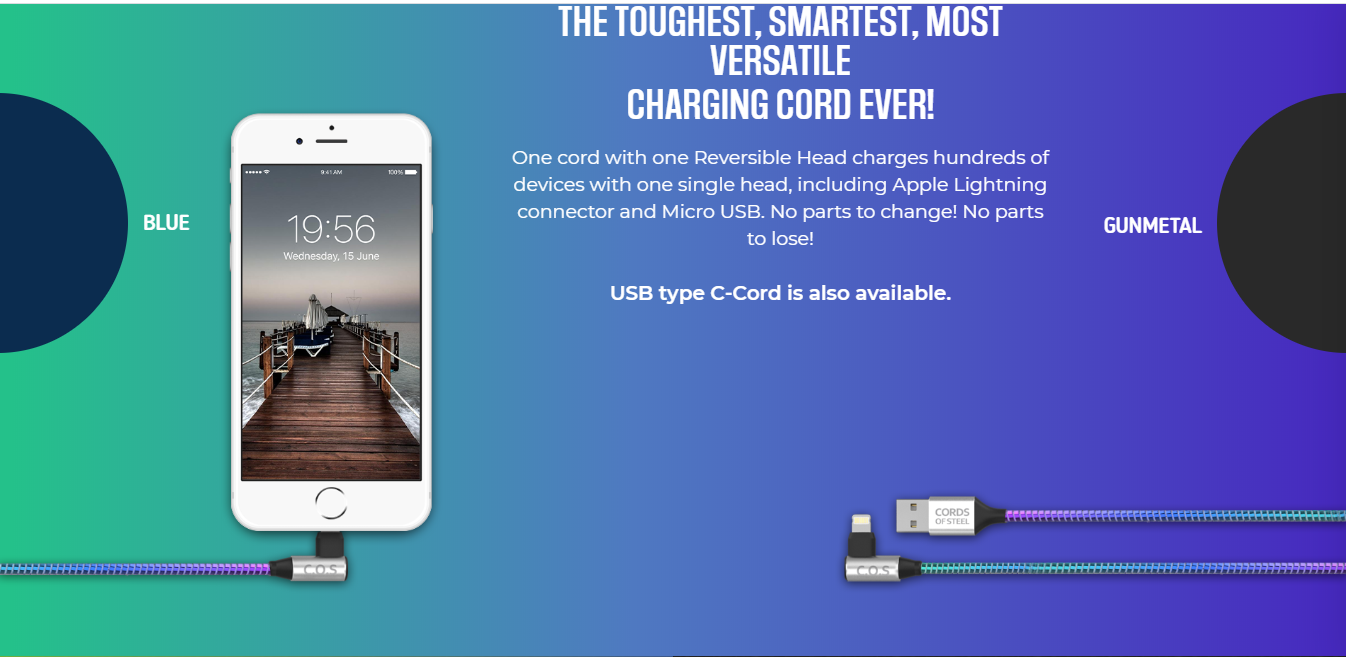 THE TOUGHEST, SMARTEST, MOST
VERSATILE
CHARGING CORD EVER!
One cord with one Reversible Head charges hundreds of
devices with one single head, including Apple Lightning
connector and Micro USB. No parts to change! No parts
to lose!
USB type C-Cord is also available.
BLUE
GUNMETAL
9:41 AM
100%
19:56
Wednesday, 15 June
CORDS
OF STEEL
C.O.S
C.O.S